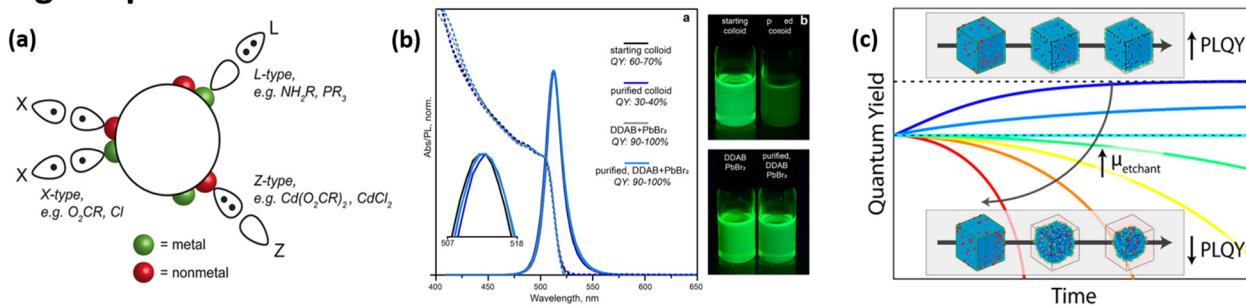 (a)
L
L-type,
e.g. NH₂R, PR₃
X
X
X-type,
e.g. O₂CR, Cl
Z-type,
e.g. Cd(O₂CR)₂, CdCl₂
Z
= metal
= nonmetal
(b)
a
Abs/PL, norm.
starting colloid
QY: 60-70%
purified colloid
QY: 30-40%
DDAB+PbBr₂
QY: 90-100%
purified, DDAB+PbBr₂
QY: 90-100%
507 518
400 450 500 550 600 650
Wavelength, nm
b
starting
colloid
colloid
DDAB
PbBr₂
purified,
DDAB
PbBr₂
(c)
PLQY
Quantum Yield
μetchant
PLQY
Time